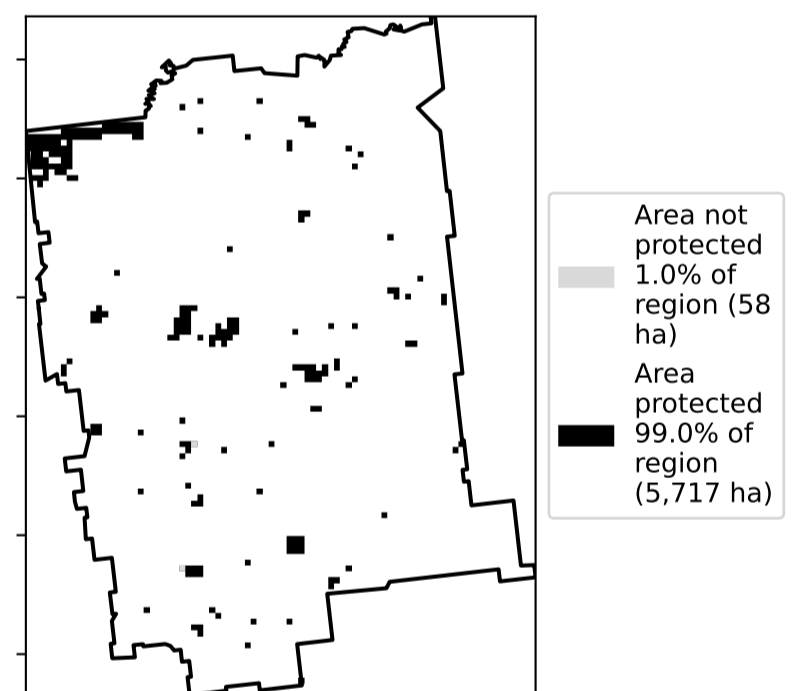 Area not
protected
1.0% of
region (58
ha)
Area
protected
99.0% of
region
(5,717 ha)